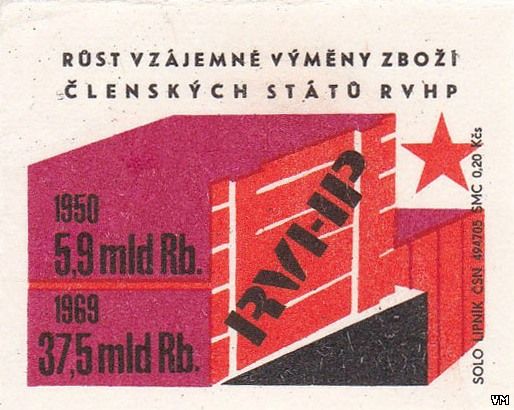 RŮST VZÁJEMNÉ VÝMĚNY ZBOŽÍ
ČLENSKÝCH STÁTŮ RVHP
1950
5,9 mld Rb.
1969
37,5 mld Rb.
RVHP
SOLO LIPNÍK ČSN 494705 SMC 0,20 Kčs
VM